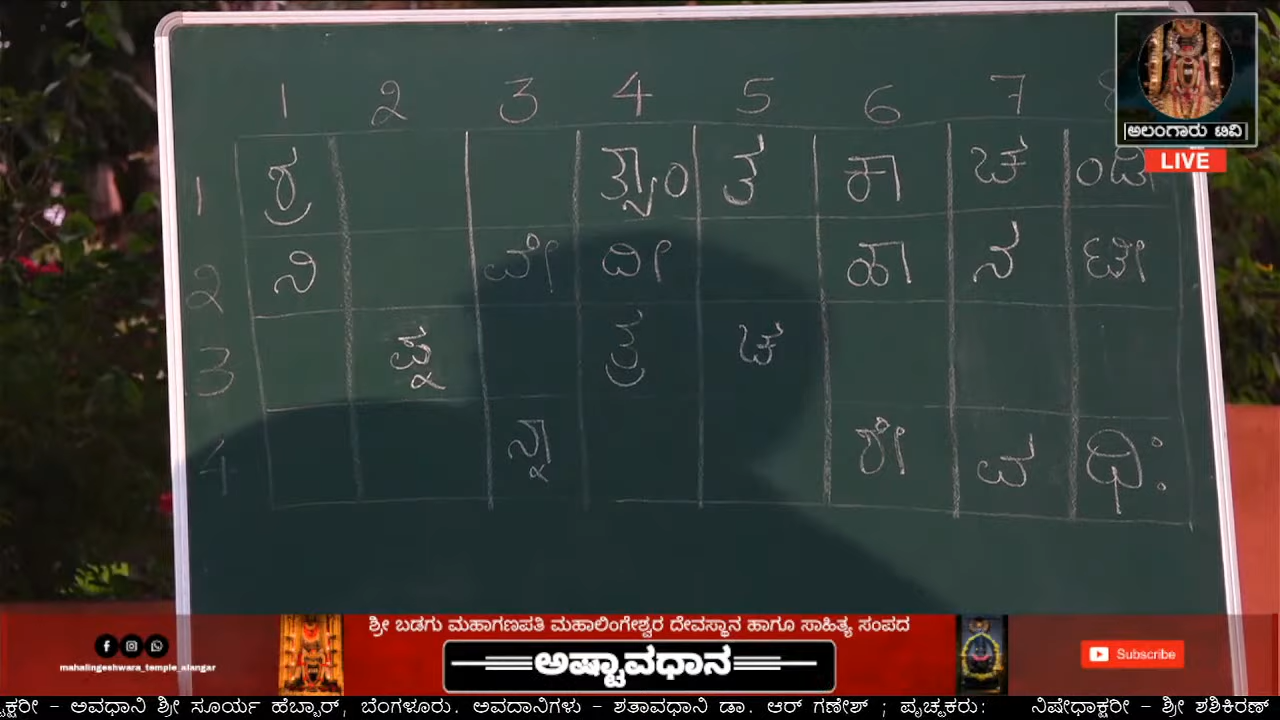 1 2 3 4 5 6 7
1 ಕ್ರ ತ್ಸಾಂ ತ ಕಾ ಚ ಂಡಿ
2 ನಿ ವೇ ದೀ ಹಾ ನ ಟೀ
3 ತ್ರ ಚ
4 ನ್ನಾ ಶೇ ವ ಧಿಃ
ಅಲಂಗಾರು ಟಿವಿ
LIVE
ಶ್ರೀ ಬಡಗು ಮಹಾಗಣಪತಿ ಮಹಾಲಿಂಗೇಶ್ವರ ದೇವಸ್ಥಾನ ಹಾಗೂ ಸಾಹಿತ್ಯ ಸಂಪದ
ಅಷ್ಟಾವಧಾನ
mahalingeshwara_temple_alangar
Subscribe
ಕ್ಷರೀ - ಅವಧಾನಿ ಶ್ರೀ ಸೂರ್ಯ ಹೆಬ್ಬಾರ್, ಬೆಂಗಳೂರು. ಅವದಾನಿಗಳು - ಶತಾವಧಾನಿ ಡಾ. ಆರ್ ಗಣೇಶ್ ; ಪೃಚ್ಛಕರು: ನಿಷೇಧಾಕ್ಷರೀ - ಶ್ರೀ ಶಶಿಕಿರಣ್